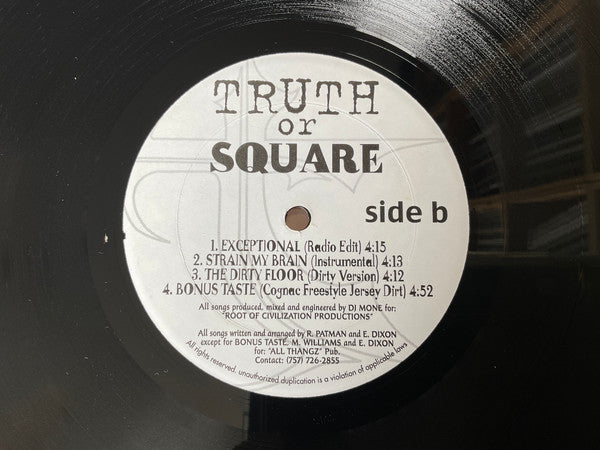 TRUTH
or
SQUARE
side b
1. EXCEPTIONAL (Radio Edit) 4:15
2. STRAIN MY BRAIN (Instrumental) 4:13
3. THE DIRTY FLOOR (Dirty Version) 4:12
4. BONUS TASTE (Cognac Freestyle Jersey Dirt) 4:52
All songs produced, mixed and engineered by DJ MONE for:
"ROOT OF CIVILIZATION PRODUCTIONS"
All songs written and arranged by R. PATMAN and E. DIXON
except for BONUS TASTE, M. WILLIAMS and E. DIXON
for: "ALL THANGZ" Pub.
Contact: (757) 726-2855
All rights reserved, unauthorized duplication is a violation of applicable laws